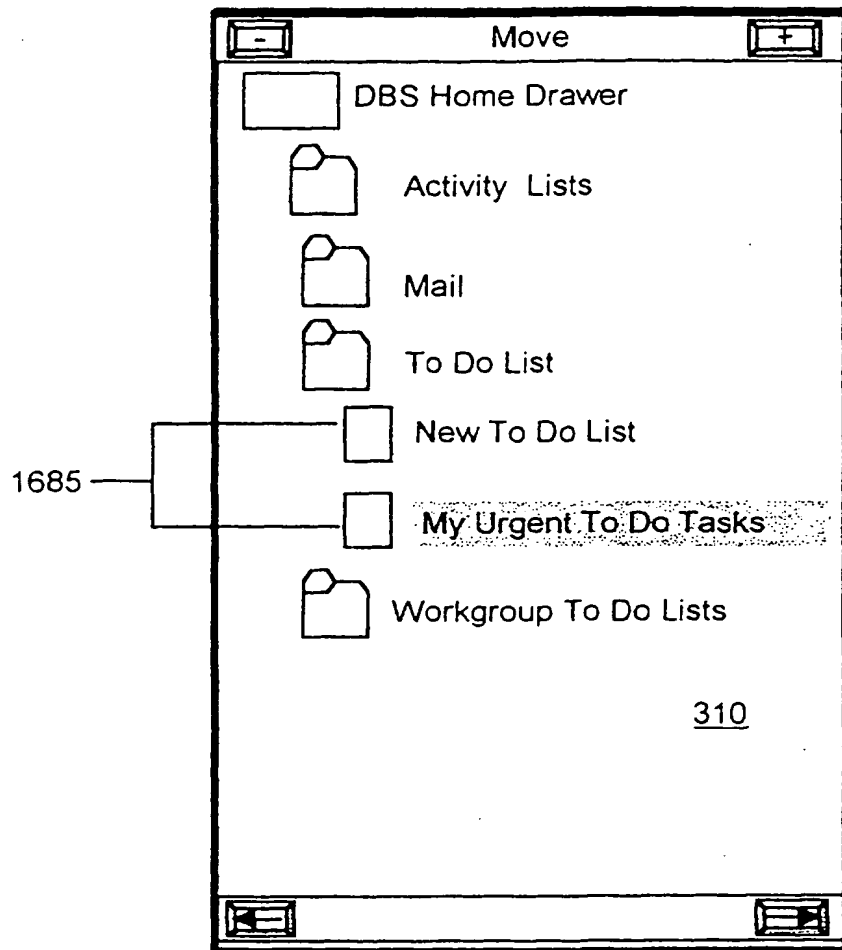 - Move +
DBS Home Drawer
Activity Lists
Mail
To Do List
New To Do List
1685
My Urgent To Do Tasks
Workgroup To Do Lists
310